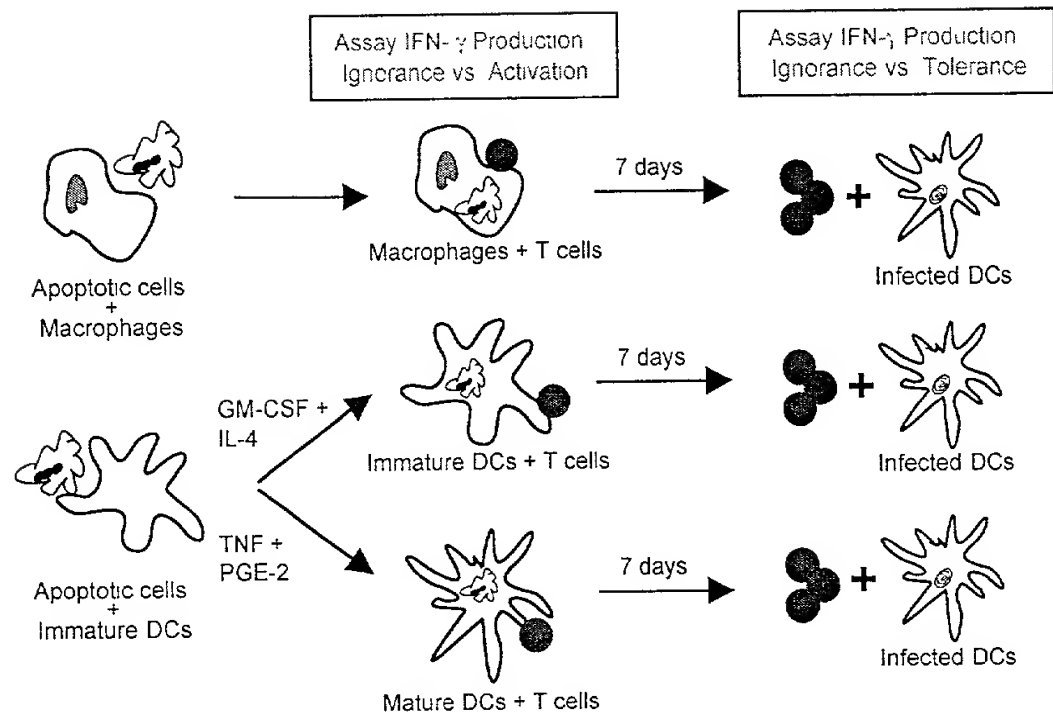 Assay IFN-γ Production
Ignorance vs Activation
Assay IFN-γ Production
Ignorance vs Tolerance
7 days
Macrophages + T cells
Infected DCs
Apoptotic cells
+
Macrophages
+
7 days
GM-CSF +
IL-4
Immature DCs + T cells
+
Infected DCs
TNF +
PGE-2
7 days
Apoptotic cells
+
Immature DCs
+
Infected DCs
Mature DCs + T cells